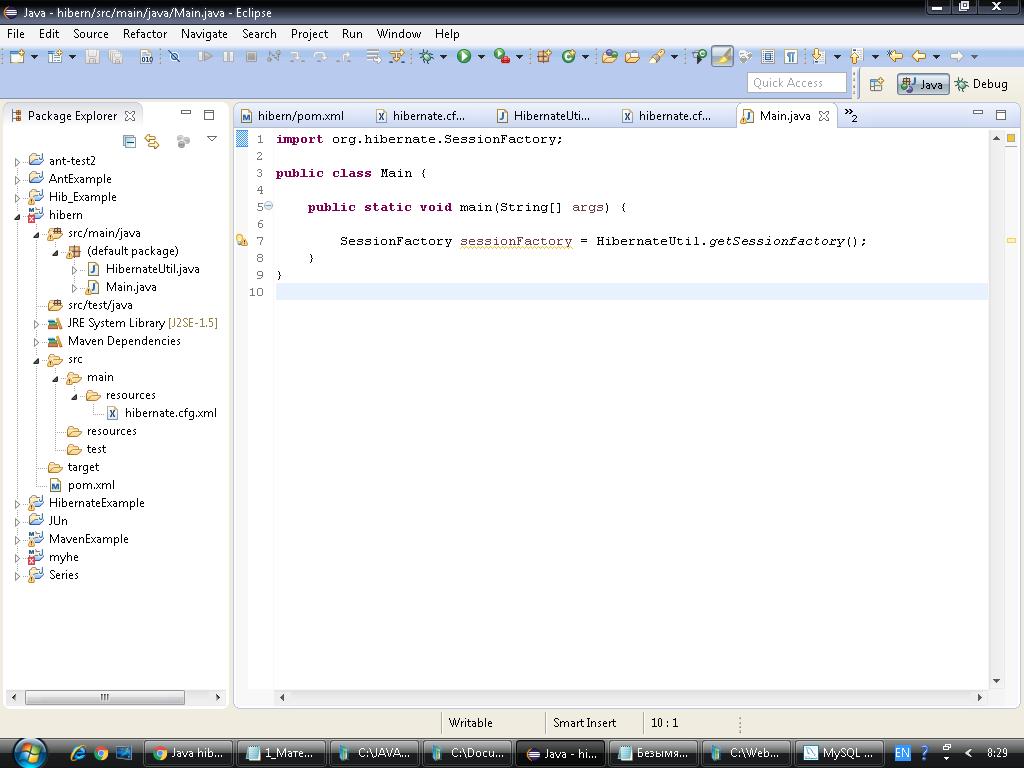 Java - hibern/src/main/java/Main.java - Eclipse
File Edit Source Refactor Navigate Search Project Run Window Help
Quick Access
Java
Debug
Package Explorer
hibern/pom.xml
hibernate.cf...
HibernateUti...
hibernate.cf...
Main.java
»2
ant-test2
AntExample
Hib_Example
hibern
src/main/java
(default package)
HibernateUtil.java
Main.java
src/test/java
JRE System Library [J2SE-1.5]
Maven Dependencies
src
main
resources
hibernate.cfg.xml
resources
test
target
pom.xml
HibernateExample
JUn
MavenExample
myhe
Series
1 import org.hibernate.SessionFactory;
2
3 public class Main {
4
5 public static void main(String[] args) {
6
7 SessionFactory sessionFactory = HibernateUtil.getSessionfactory();
8 }
9 }
10
Writable
Smart Insert
10 : 1
Java hib...
1_Мате...
C:\JAVA...
C:\Docu...
Java - hi...
Безымя...
C:\Web...
MySQL ...
EN
?
8:29